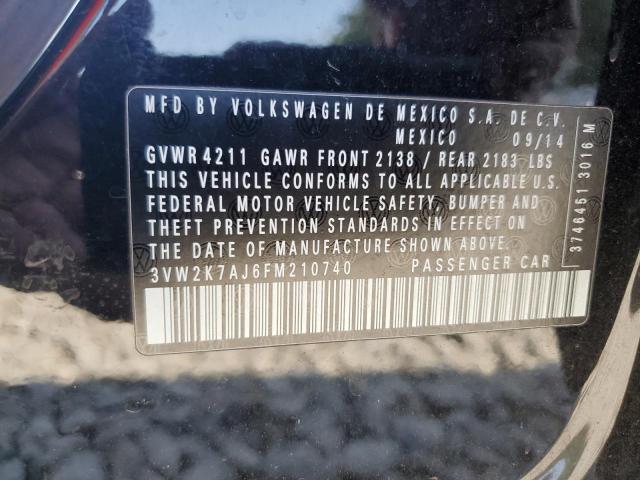 MFD BY VOLKSWAGEN DE MEXICO S.A. DE C.V.
MEXICO 09/14
GVWR 4211 GAWR FRONT 2138 / REAR 2183 LBS
THIS VEHICLE CONFORMS TO ALL APPLICABLE U.S.
FEDERAL MOTOR VEHICLE SAFETY, BUMPER AND
THEFT PREVENTION STANDARDS IN EFFECT ON
THE DATE OF MANUFACTURE SHOWN ABOVE.
3VW2K7AJ6FM210740 PASSENGER CAR
3746451 3016 M